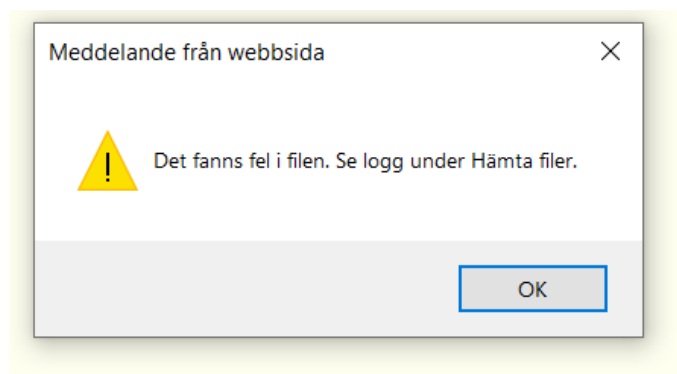 Meddelande från webbsida
Det fanns fel i filen. Se logg under Hämta filer.
OK